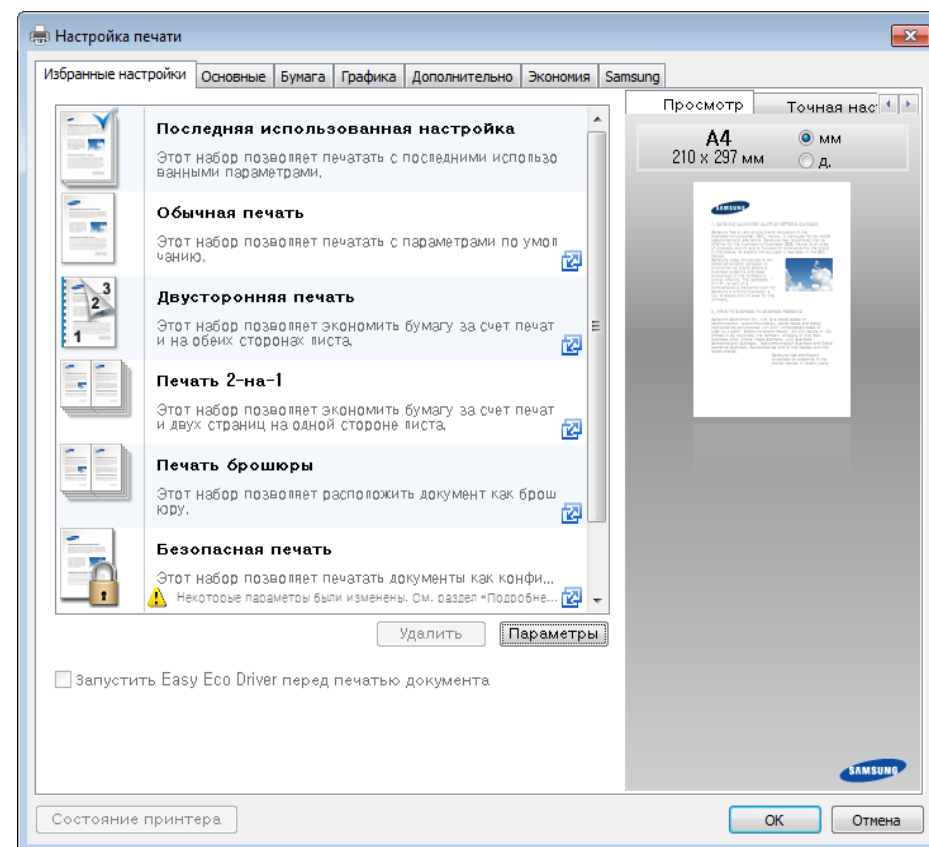 Настройка печати
Избранные настройки Основные Бумага Графика Дополнительно Экономия Samsung
Последняя использованная настройка
Этот набор позволяет печатать с последними использо
ванными параметрами.
Обычная печать
Этот набор позволяет печатать с параметрами по умол
чанию.
3
2
1
Двусторонняя печать
Этот набор позволяет экономить бумагу за счет печат
и на обеих сторонах листа.
Печать 2-на-1
Этот набор позволяет экономить бумагу за счет печат
и двух страниц на одной стороне листа.
Печать брошюры
Этот набор позволяет расположить документ как брош
юру.
Безопасная печать
Этот набор позволяет печатать документы как конфи...
Некоторые параметры были изменены. См. раздел "Подробне...
Удалить Параметры
Запустить Easy Eco Driver перед печатью документа
Просмотр Точная нас
A4
210 x 297 мм
мм
д.
SAMSUNG
SAMSUNG
Состояние принтера
OK Отмена